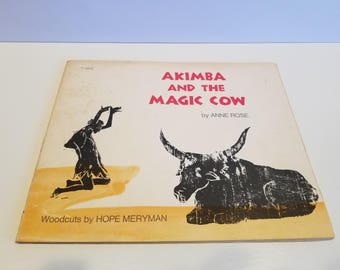 AKIMBA
AND THE
MAGIC COW
by ANNE ROSE
Woodcuts by HOPE MERYMAN